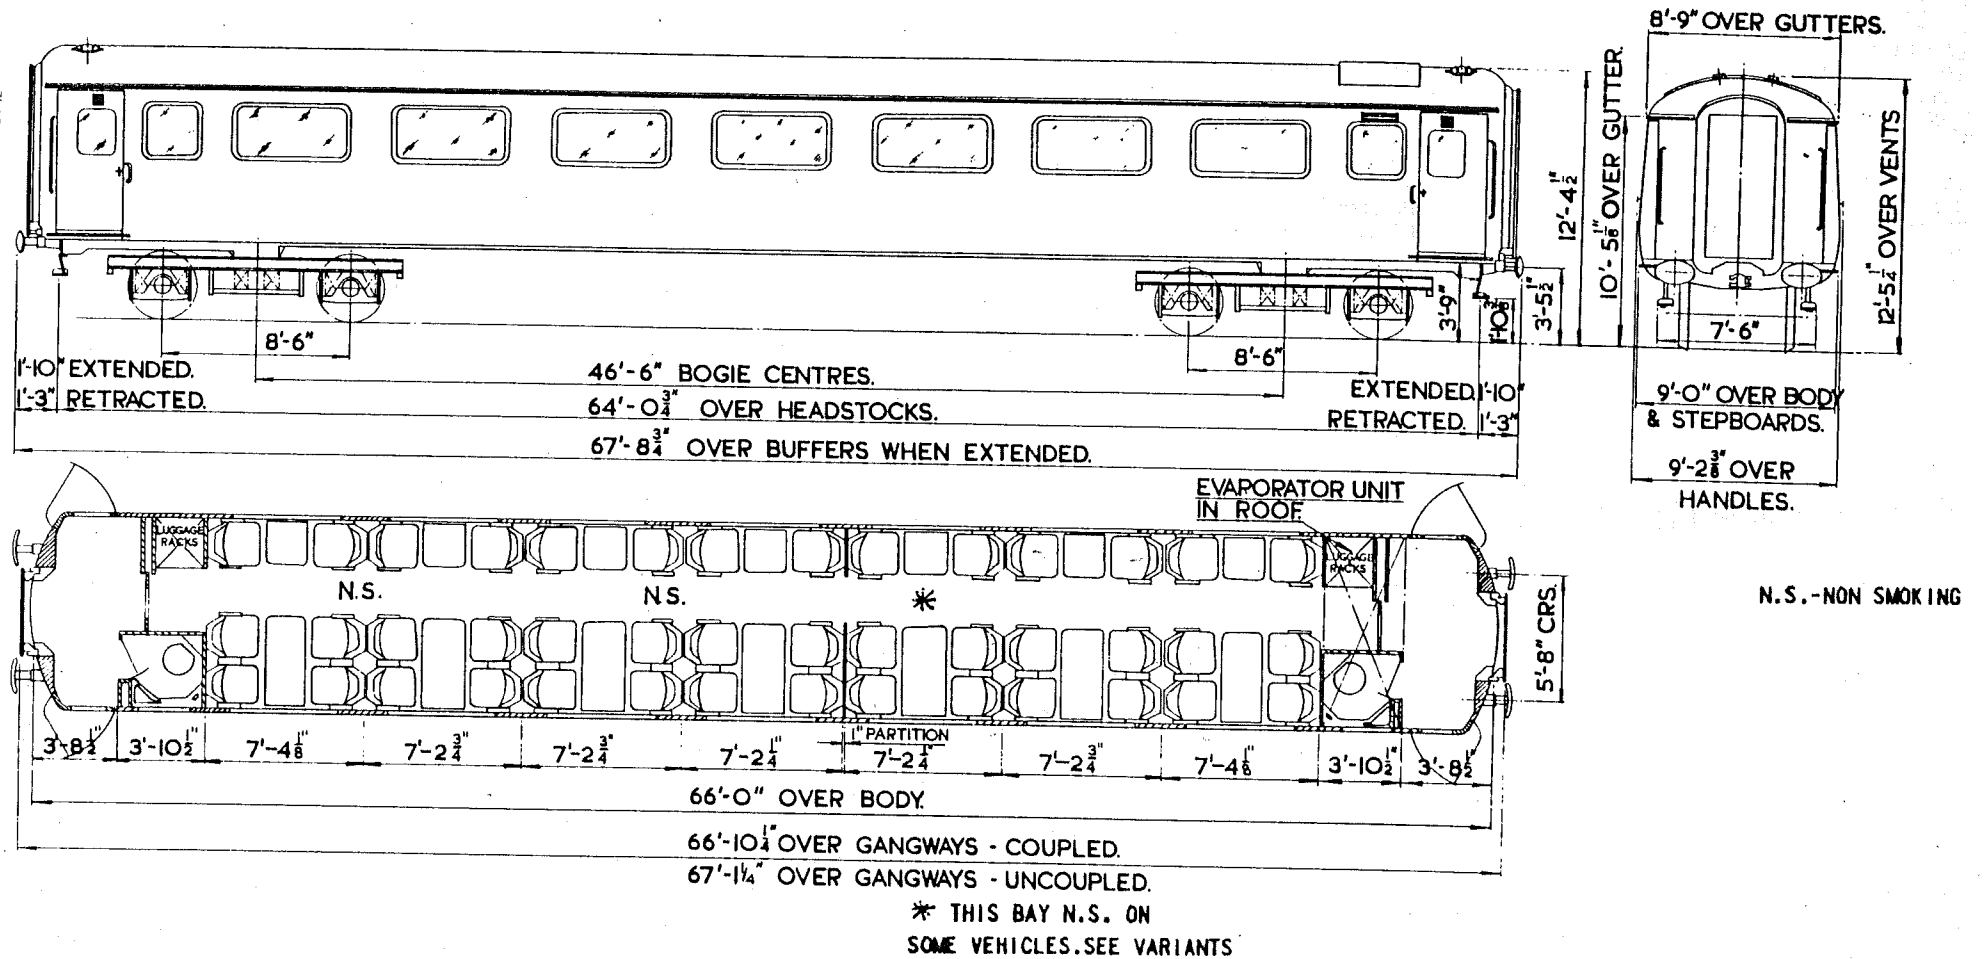 8'-9" OVER GUTTERS.
12'-4½"
10'-5⅛" OVER GUTTER.
12'-5¼" OVER VENTS
3'-9"
1'-10⅜"
3'-5½"
7'-6"
8'-6"
8'-6"
1'-10" EXTENDED.
46'-6" BOGIE CENTRES.
EXTENDED. 1'-10"
1'-3" RETRACTED.
64'-0¾" OVER HEADSTOCKS.
RETRACTED. 1'-3"
67'-8¾" OVER BUFFERS WHEN EXTENDED.
9'-0" OVER BODY
& STEPBOARDS.
9'-2⅜" OVER
HANDLES.
EVAPORATOR UNIT
IN ROOF.
LUGGAGE
RACKS
LUGGAGE
RACKS
N.S.
N.S.
*
5'-8" CRS.
N.S.-NON SMOKING
1" PARTITION
3'-8½" 3'-10½" 7'-4⅛" 7'-2¾" 7'-2¾" 7'-2¼" 7'-2¼" 7'-2¾" 7'-4⅛" 3'-10½" 3'-8½"
66'-0" OVER BODY.
66'-10¼" OVER GANGWAYS - COUPLED.
67'-1¼" OVER GANGWAYS - UNCOUPLED.
* THIS BAY N.S. ON
SOME VEHICLES.SEE VARIANTS